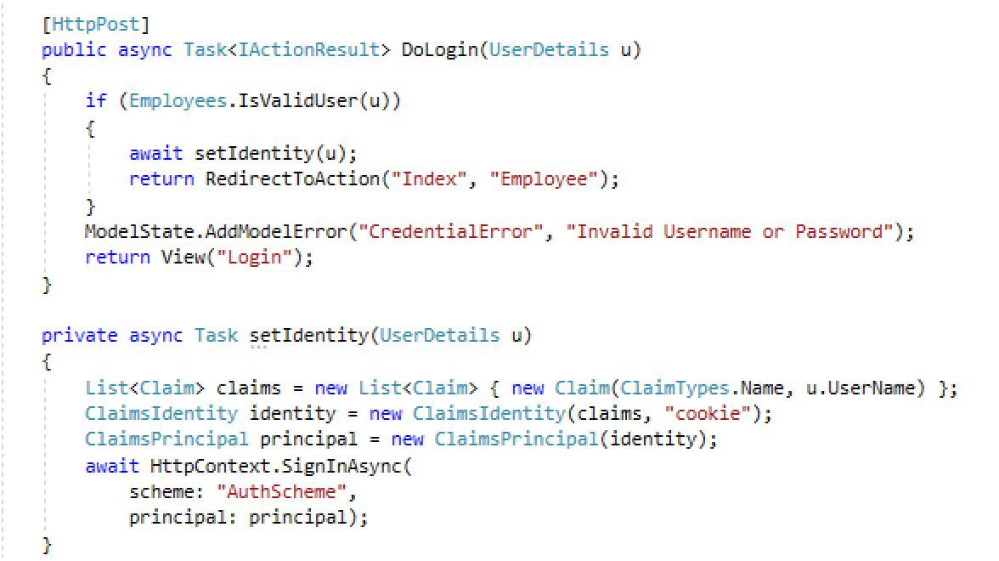 [HttpPost]
public async Task<IActionResult> DoLogin(UserDetails u)
{
    if (Employees.IsValidUser(u))
    {
        await setIdentity(u);
        return RedirectToAction("Index", "Employee");
    }
    ModelState.AddModelError("CredentialError", "Invalid Username or Password");
    return View("Login");
}

private async Task setIdentity(UserDetails u)
{
    List<Claim> claims = new List<Claim> { new Claim(ClaimTypes.Name, u.UserName) };
    ClaimsIdentity identity = new ClaimsIdentity(claims, "cookie");
    ClaimsPrincipal principal = new ClaimsPrincipal(identity);
    await HttpContext.SignInAsync(
        scheme: "AuthScheme",
        principal: principal);
}